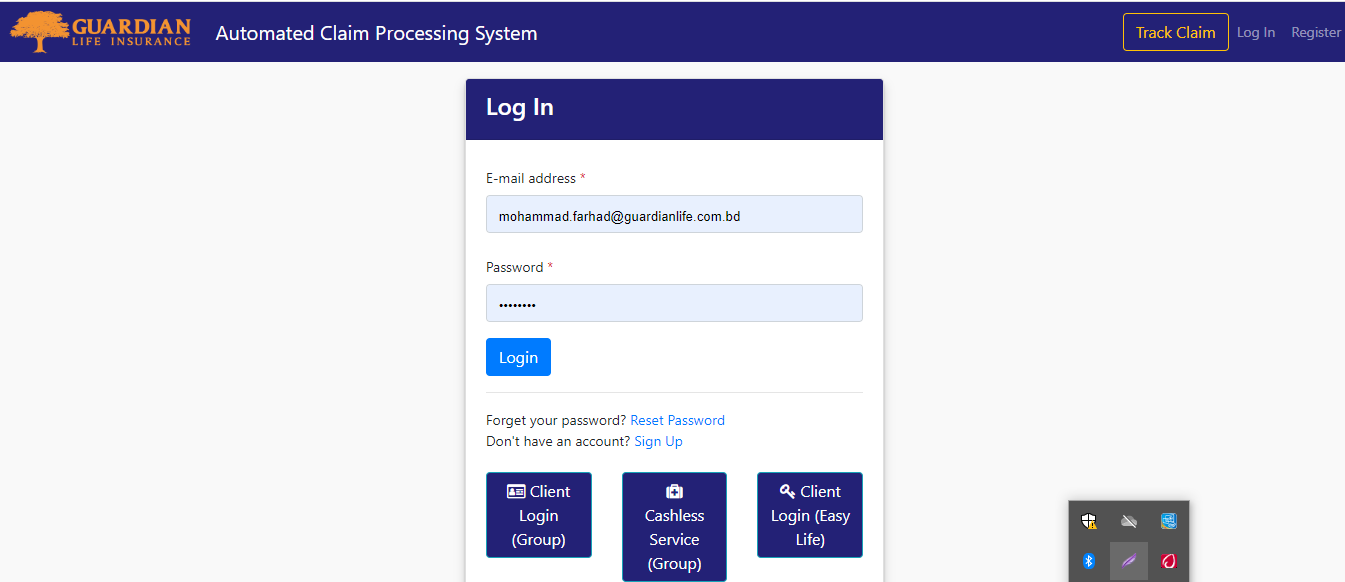 GUARDIAN
LIFE INSURANCE
Automated Claim Processing System
Track Claim
Log In
Register
Log In
E-mail address *
mohammad.farhad@guardianlife.com.bd
Password *
••••••••
Login
Forget your password? Reset Password
Don't have an account? Sign Up
Client
Login
(Group)
Cashless
Service
(Group)
Client
Login (Easy
Life)